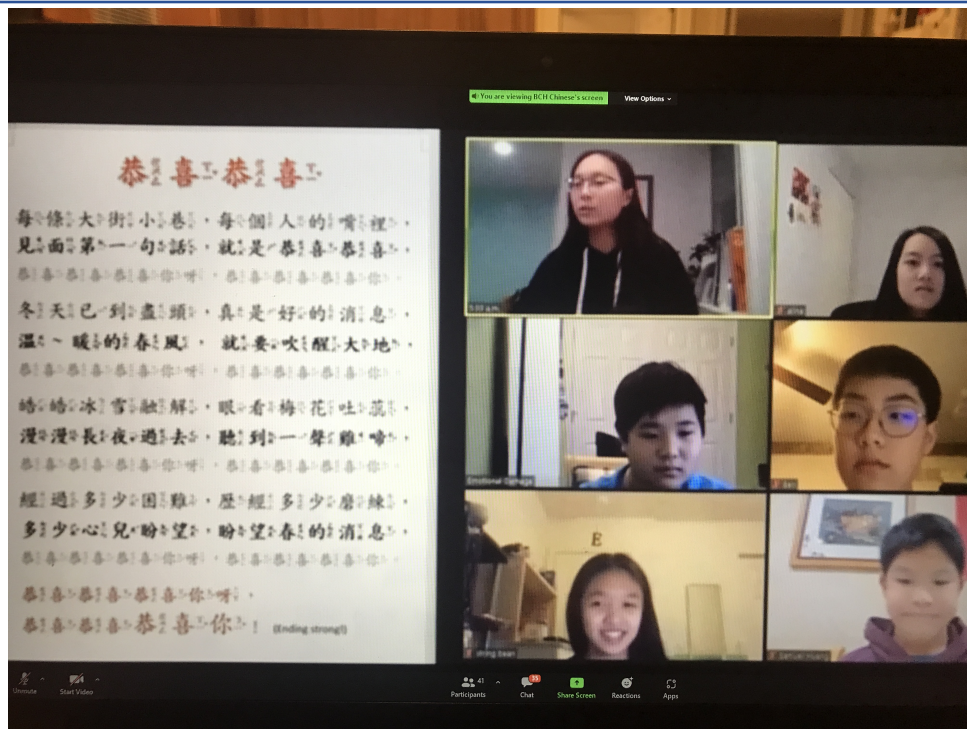 You are viewing BCH Chinese's screen
View Options
恭喜恭喜
每條大街小巷，每個人的嘴裡，
見面第一句話，就是恭喜恭喜，
恭喜恭喜恭喜你呀，恭喜恭喜恭喜你。
冬天已到盡頭，真是好的消息，
溫～暖的春風，就要吹醒大地，
恭喜恭喜恭喜你呀，恭喜恭喜恭喜你。
皓皓冰雪融解，眼看梅花吐蕊，
漫漫長夜過去，聽到一聲雞啼，
恭喜恭喜恭喜你呀，恭喜恭喜恭喜你。
經過多少困難，歷經多少磨練，
多少心兒盼望，盼望春的消息，
恭喜恭喜恭喜你呀，恭喜恭喜恭喜你。
恭喜恭喜恭喜你呀，
恭喜恭喜恭喜你！ (Ending strong!)
Emotional Damage
E
string bean
Samuel Huang
Unmute
Start Video
41
Participants
35
Chat
Share Screen
Reactions
Apps